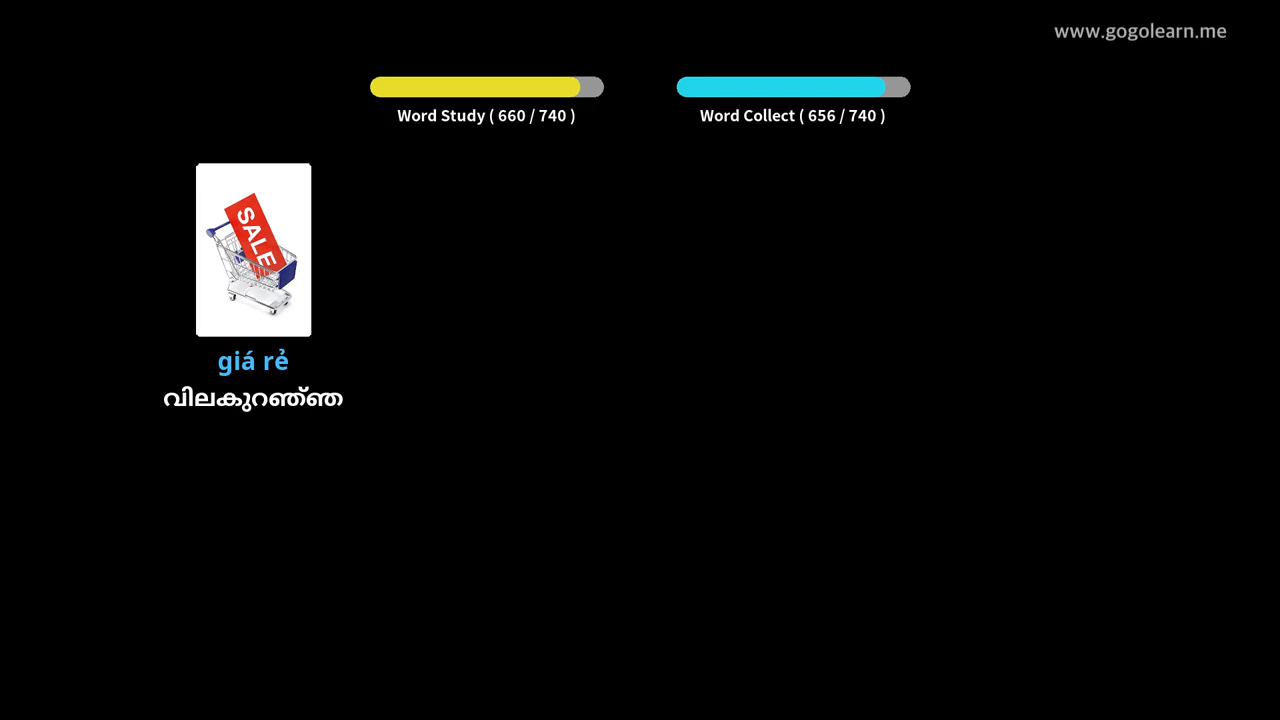 www.gogolearn.me
Word Study ( 660 / 740 )
Word Collect ( 656 / 740 )
SALE
giá rẻ
വിലകുറഞ്ഞ